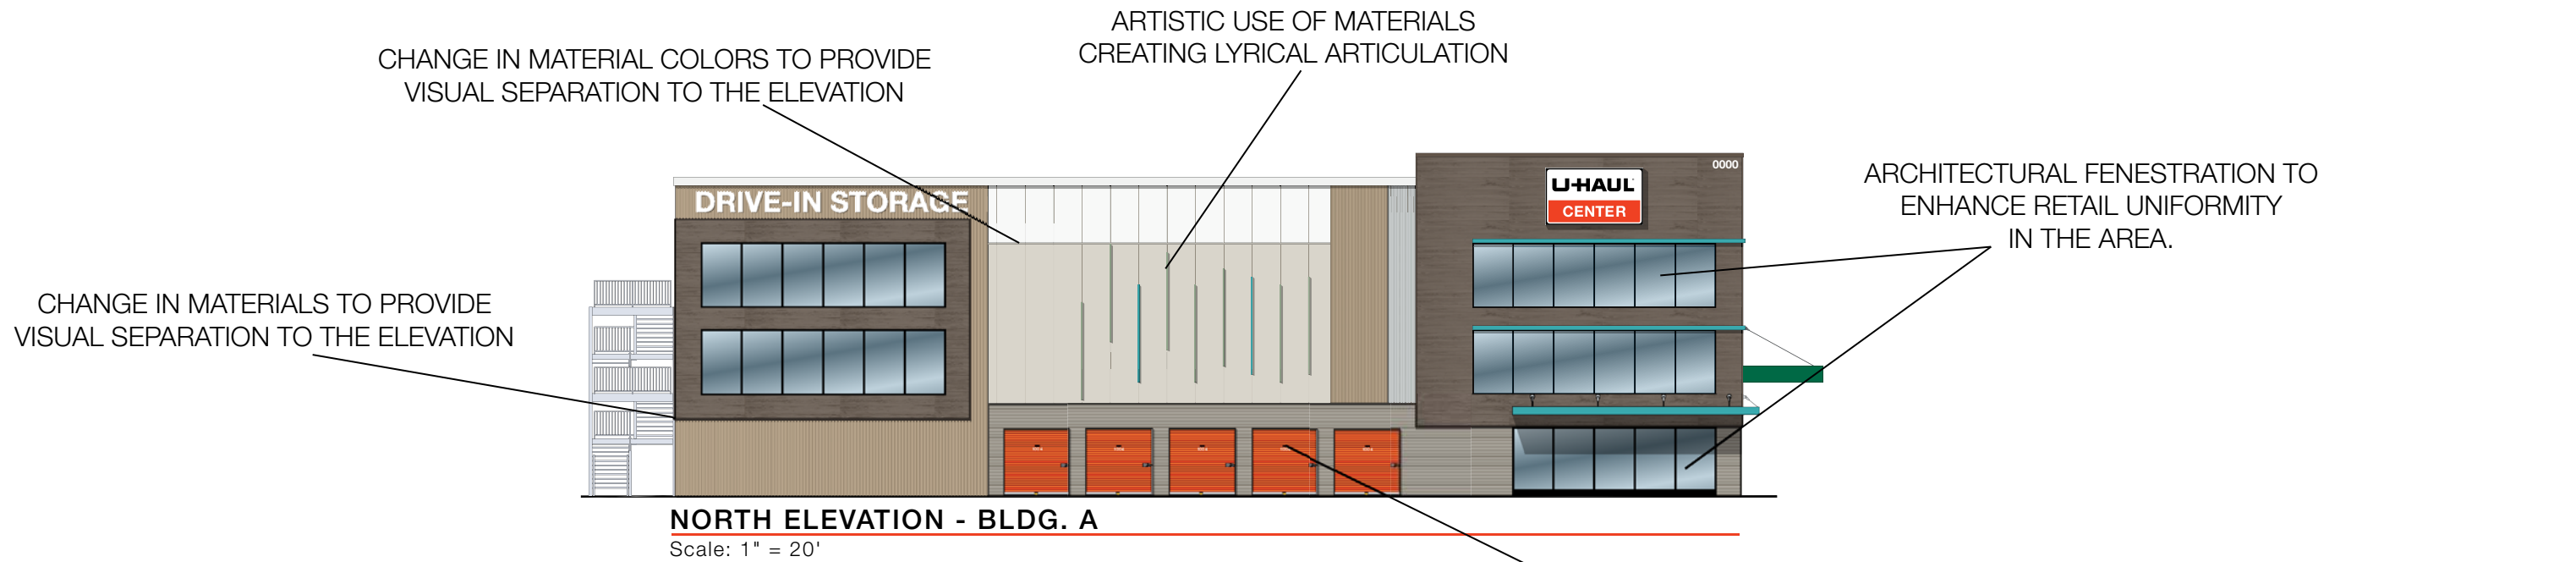 ARTISTIC USE OF MATERIALS
CREATING LYRICAL ARTICULATION
CHANGE IN MATERIAL COLORS TO PROVIDE
VISUAL SEPARATION TO THE ELEVATION
ARCHITECTURAL FENESTRATION TO
ENHANCE RETAIL UNIFORMITY
IN THE AREA.
CHANGE IN MATERIALS TO PROVIDE
VISUAL SEPARATION TO THE ELEVATION
DRIVE-IN STORAGE
0000
U-HAUL
CENTER
NORTH ELEVATION - BLDG. A
Scale: 1" = 20'